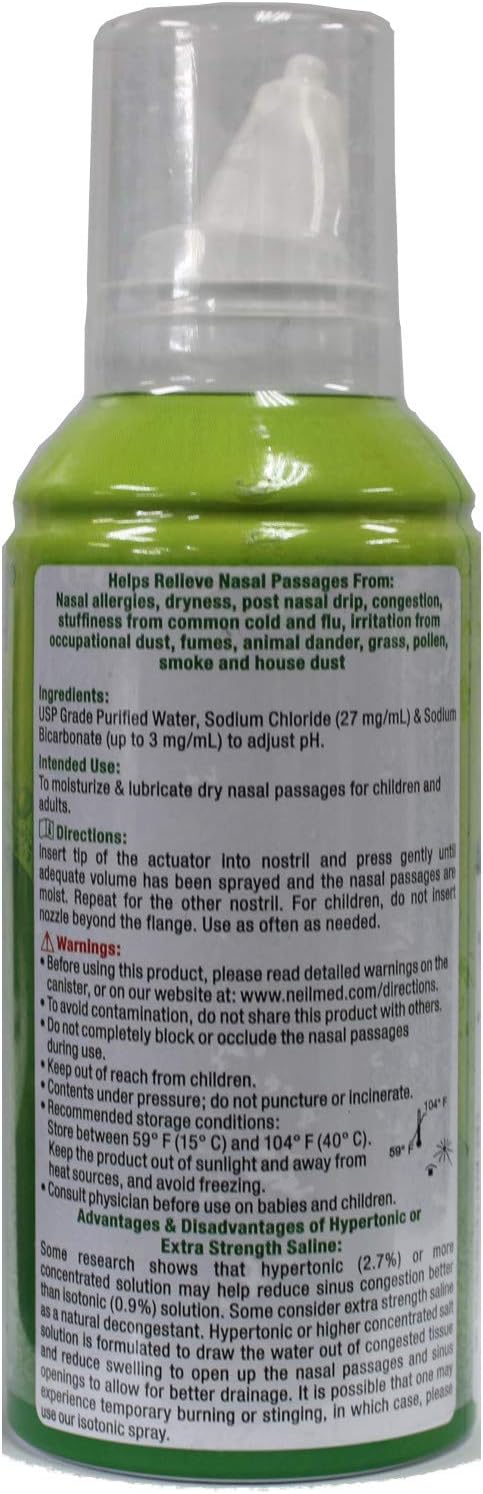 Helps Relieve Nasal Passages From:
Nasal allergies, dryness, post nasal drip, congestion,
stuffiness from common cold and flu, irritation from
occupational dust, fumes, animal dander, grass, pollen,
smoke and house dust
Ingredients:
USP Grade Purified Water, Sodium Chloride (27 mg/mL) & Sodium
Bicarbonate (up to 3 mg/mL) to adjust pH.
Intended Use:
To moisturize & lubricate dry nasal passages for children and
adults.
Directions:
Insert tip of the actuator into nostril and press gently until
adequate volume has been sprayed and the nasal passages are
moist. Repeat for the other nostril. For children, do not insert
nozzle beyond the flange. Use as often as needed.
Warnings:
• Before using this product, please read detailed warnings on the
canister, or on our website at: www.neilmed.com/directions.
• To avoid contamination, do not share this product with others.
• Do not completely block or occlude the nasal passages
during use.
• Keep out of reach from children.
• Contents under pressure; do not puncture or incinerate.
• Recommended storage conditions:
Store between 59° F (15° C) and 104° F (40° C).
Keep the product out of sunlight and away from
heat sources, and avoid freezing.
104° F
59° F
• Consult physician before use on babies and children.
Advantages & Disadvantages of Hypertonic or
Extra Strength Saline:
Some research shows that hypertonic (2.7%) or more
concentrated solution may help reduce sinus congestion better
than isotonic (0.9%) solution. Some consider extra strength saline
as a natural decongestant. Hypertonic or higher concentrated salt
solution is formulated to draw the water out of congested tissue
and reduce swelling to open up the nasal passages and sinus
openings to allow for better drainage. It is possible that one may
experience temporary burning or stinging, in which case, please
use our isotonic spray.